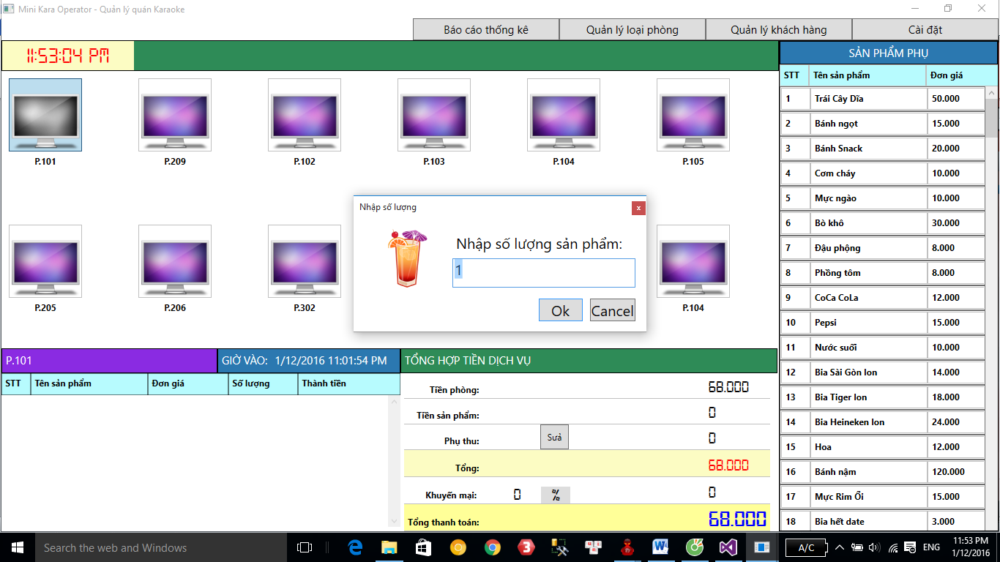 Mini Kara Operator - Quản lý quán Karaoke
Báo cáo thống kê
Quản lý loại phòng
Quản lý khách hàng
Cài đặt
11:53:04 PM
P.101
P.209
P.102
P.103
P.104
P.105
P.205
P.206
P.302
P.104
Nhập số lượng
x
Nhập số lượng sản phẩm:
1
Ok
Cancel
SẢN PHẨM PHỤ
STT Tên sản phẩm Đơn giá
1 Trái Cây Dĩa 50.000
2 Bánh ngọt 15.000
3 Bánh Snack 20.000
4 Cơm cháy 10.000
5 Mực ngào 10.000
6 Bò khô 30.000
7 Đậu phộng 8.000
8 Phồng tôm 8.000
9 CoCa CoLa 12.000
10 Pepsi 15.000
11 Nước suối 10.000
12 Bia Sài Gòn lon 14.000
13 Bia Tiger lon 18.000
14 Bia Heineken lon 24.000
15 Hoa 12.000
16 Bánh nậm 120.000
17 Mực Rim Ổi 15.000
18 Bia hết date 3.000
P.101
GIỜ VÀO: 1/12/2016 11:01:54 PM
STT Tên sản phẩm Đơn giá Số lượng Thành tiền
TỔNG HỢP TIỀN DỊCH VỤ
Tiền phòng: 68.000
Tiền sản phẩm: 0
Phụ thu: Sưả 0
Tổng: 68.000
Khuyến mại: 0 % 0
Tổng thanh toán: 68.000
Search the web and Windows
A/C
ENG
11:53 PM
1/12/2016